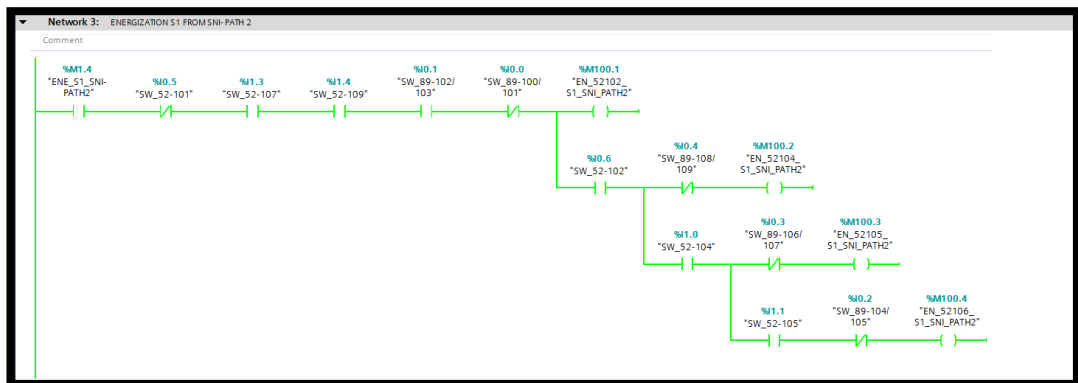 Network 3: ENERGIZATION S1 FROM SNI- PATH 2
Comment
%M1.4
"ENE_S1_SNI-
PATH2"
%I0.5
"SW_52-101"
%I1.3
"SW_52-107"
%I1.4
"SW_52-109"
%I0.1
"SW_89-102/
103"
%I0.0
"SW_89-100/
101"
%M100.1
"EN_52102_
S1_SNI_PATH2"
%I0.6
"SW_52-102"
%I0.4
"SW_89-108/
109"
%M100.2
"EN_52104_
S1_SNI_PATH2"
%I1.0
"SW_52-104"
%I0.3
"SW_89-106/
107"
%M100.3
"EN_52105_
S1_SNI_PATH2"
%I1.1
"SW_52-105"
%I0.2
"SW_89-104/
105"
%M100.4
"EN_52106_
S1_SNI_PATH2"